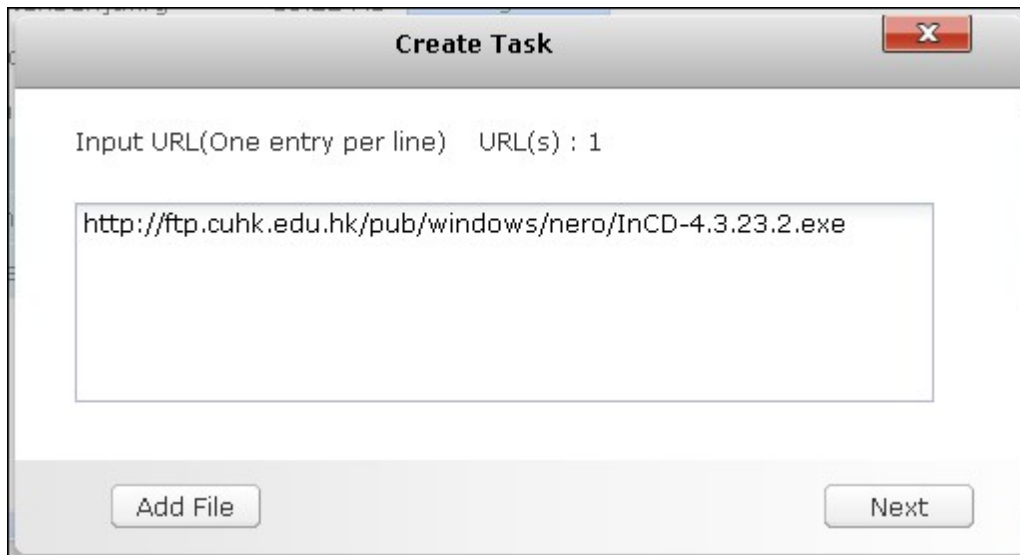 Create Task
Input URL(One entry per line) URL(s) : 1
http://ftp.cuhk.edu.hk/pub/windows/nero/InCD-4.3.23.2.exe
Add File
Next